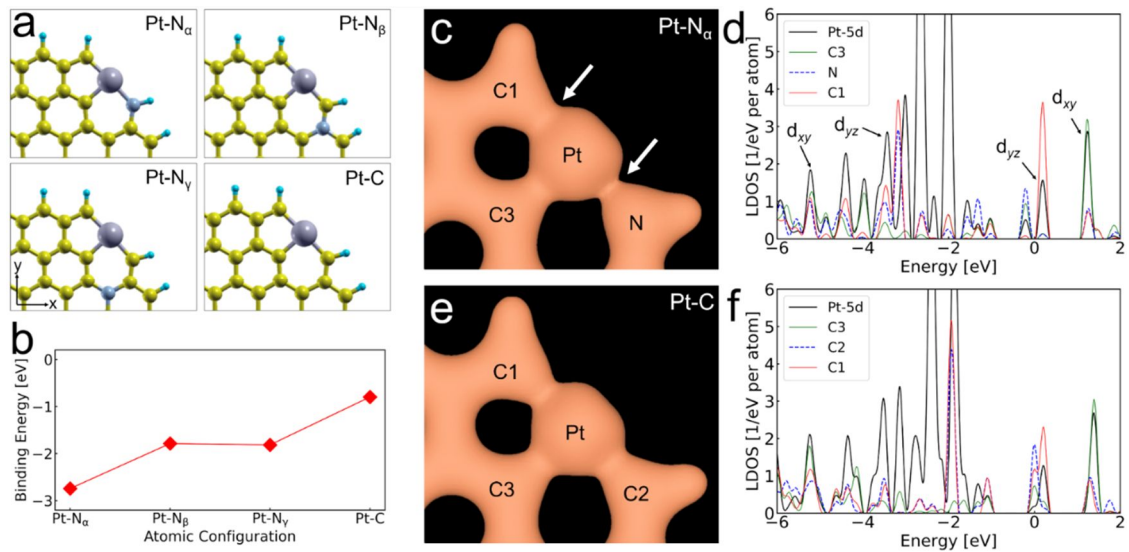 a
Pt-Nα
Pt-Nβ
Pt-Nγ
Pt-C
y
x
b
Binding Energy [eV]
0
−1
−2
−3
Pt-Nα
Pt-Nβ
Pt-Nγ
Pt-C
Atomic Configuration
c
Pt-Nα
C1
Pt
C3
N
d
LDOS [1/eV per atom]
6
5
4
3
2
1
0
Pt-5d
C3
N
C1
dxy
dyz
dyz
dxy
−6
−4
−2
0
2
Energy [eV]
e
Pt-C
C1
Pt
C3
C2
f
LDOS [1/eV per atom]
6
5
4
3
2
1
0
Pt-5d
C3
C2
C1
−6
−4
−2
0
2
Energy [eV]